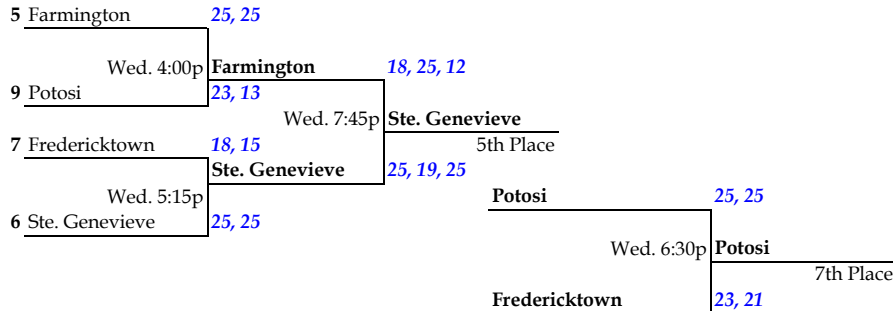 5 Farmington 25, 25
Wed. 4:00p Farmington 18, 25, 12
9 Potosi 23, 13
Wed. 7:45p Ste. Genevieve
7 Fredericktown 18, 15
5th Place
Ste. Genevieve 25, 19, 25
Wed. 5:15p
Potosi 25, 25
6 Ste. Genevieve 25, 25
Wed. 6:30p Potosi
7th Place
Fredericktown 23, 21